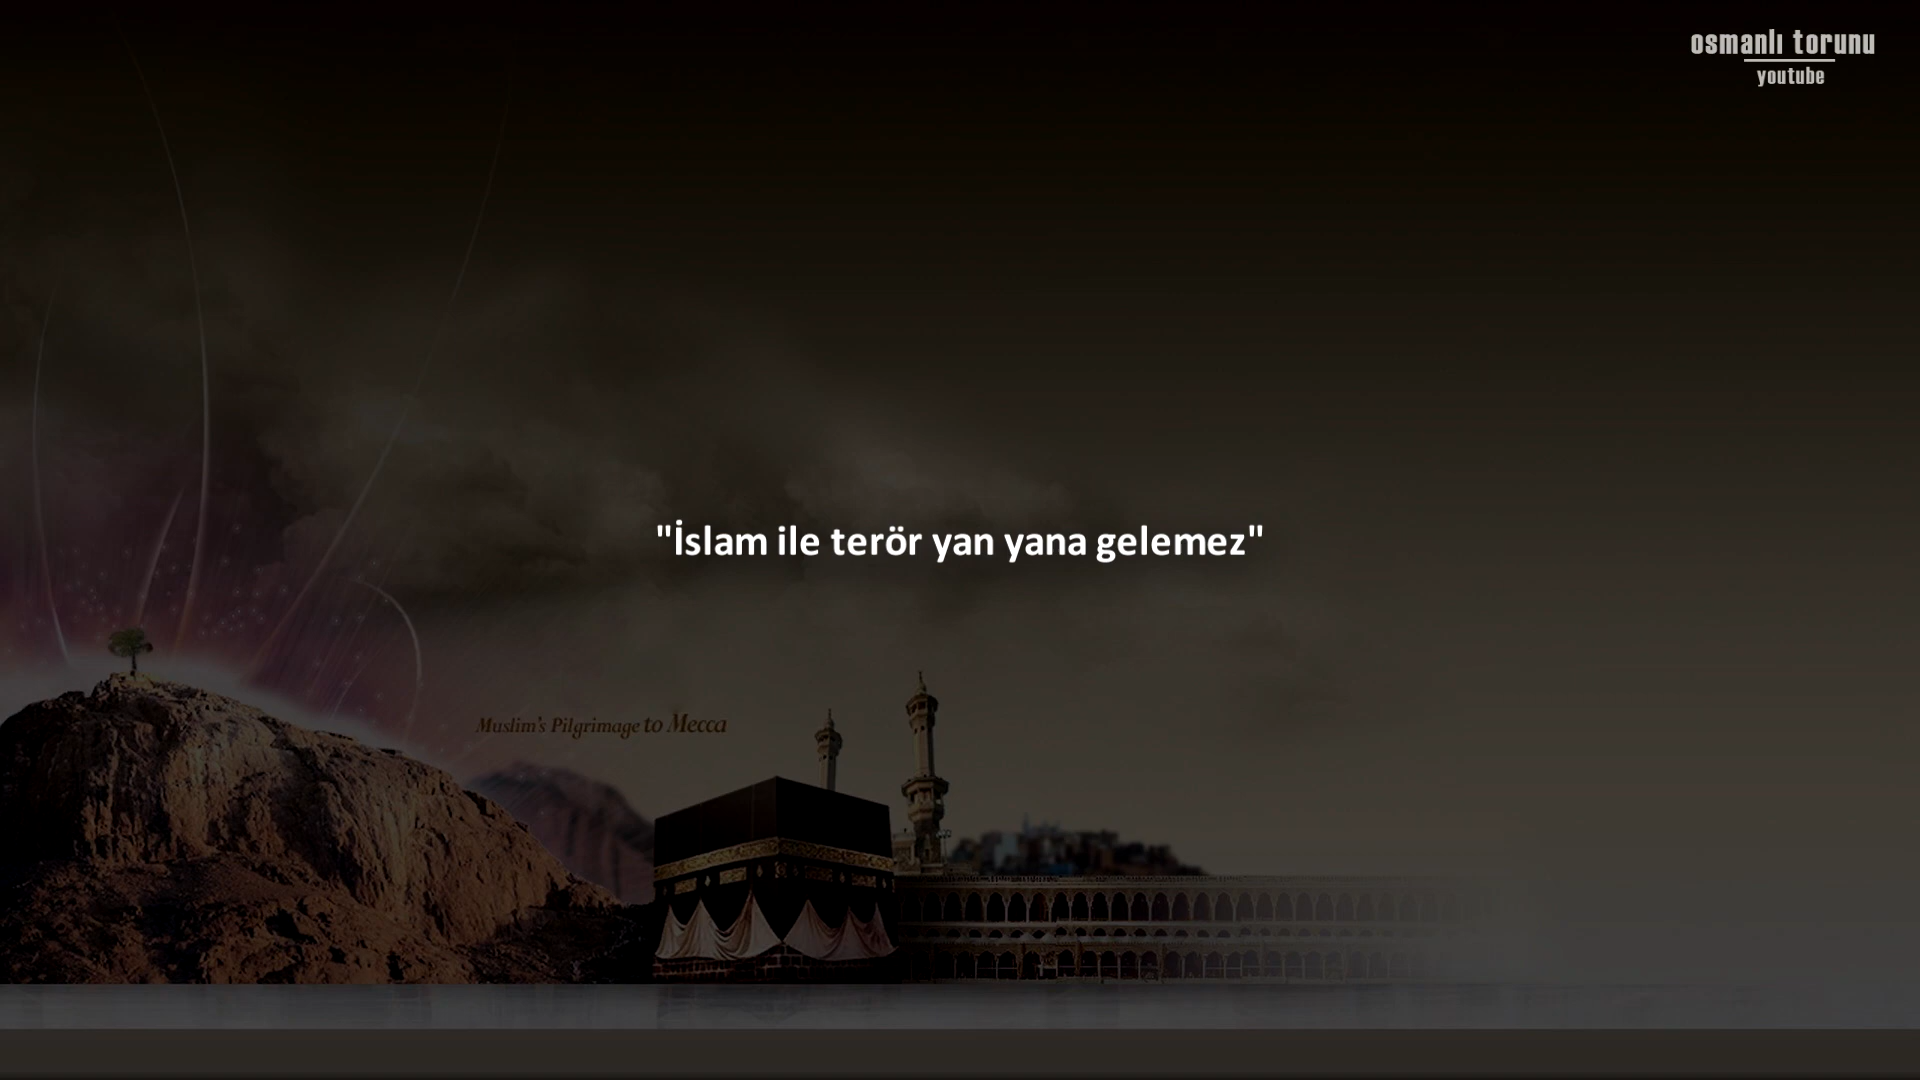 osmanlı torunu
youtube
"İslam ile terör yan yana gelemez"
Muslim's Pilgrimage to Mecca